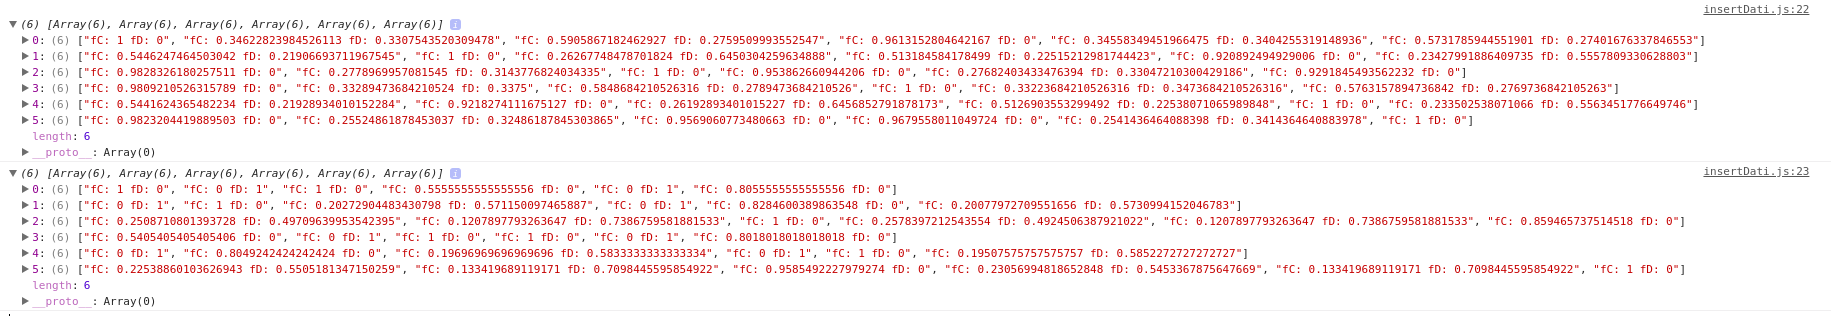 insertDati.js:22
▼(6) [Array(6), Array(6), Array(6), Array(6), Array(6), Array(6)] i
▶0: (6) ["fC: 1 fD: 0", "fC: 0.34622823984526113 fD: 0.3307543520309478", "fC: 0.5905867182462927 fD: 0.2759509993552547", "fC: 0.9613152804642167 fD: 0", "fC: 0.34558349451966475 fD: 0.3404255319148936", "fC: 0.5731785944551901 fD: 0.27401676337846553"]
▶1: (6) ["fC: 0.5446247464503042 fD: 0.21906693711967545", "fC: 1 fD: 0", "fC: 0.26267748478701824 fD: 0.6450304259634888", "fC: 0.513184584178499 fD: 0.22515212981744423", "fC: 0.920892494929006 fD: 0", "fC: 0.23427991886409735 fD: 0.5557809330628803"]
▶2: (6) ["fC: 0.9828326180257511 fD: 0", "fC: 0.2778969957081545 fD: 0.3143776824034335", "fC: 1 fD: 0", "fC: 0.953862660944206 fD: 0", "fC: 0.27682403433476394 fD: 0.33047210300429186", "fC: 0.9291845493562232 fD: 0"]
▶3: (6) ["fC: 0.9809210526315789 fD: 0", "fC: 0.33289473684210524 fD: 0.3375", "fC: 0.5848684210526316 fD: 0.2789473684210526", "fC: 1 fD: 0", "fC: 0.33223684210526316 fD: 0.3473684210526316", "fC: 0.5763157894736842 fD: 0.27697368421052​63"]
▶4: (6) ["fC: 0.5441624365482234 fD: 0.21928934010152284", "fC: 0.9218274111675127 fD: 0", "fC: 0.26192893401015227 fD: 0.6456852791878173", "fC: 0.5126903553299492 fD: 0.22538071065989848", "fC: 1 fD: 0", "fC: 0.233502538071066 fD: 0.5563451776649746"]
▶5: (6) ["fC: 0.9823204419889503 fD: 0", "fC: 0.25524861878453037 fD: 0.32486187845303865", "fC: 0.9569060773480663 fD: 0", "fC: 0.9679558011049724 fD: 0", "fC: 0.2541436464088398 fD: 0.3414364640883978", "fC: 1 fD: 0"]
length: 6
▶__proto__: Array(0)
insertDati.js:23
▼(6) [Array(6), Array(6), Array(6), Array(6), Array(6), Array(6)] i
▶0: (6) ["fC: 1 fD: 0", "fC: 0 fD: 1", "fC: 1 fD: 0", "fC: 0.5555555555555556 fD: 0", "fC: 0 fD: 1", "fC: 0.8055555555555556 fD: 0"]
▶1: (6) ["fC: 0 fD: 1", "fC: 1 fD: 0", "fC: 0.20272904483430798 fD: 0.571150097465887", "fC: 0 fD: 1", "fC: 0.8284600389863548 fD: 0", "fC: 0.20077972709551656 fD: 0.5730994152046783"]
▶2: (6) ["fC: 0.2508710801393728 fD: 0.49709639953542395", "fC: 0.1207897793263647 fD: 0.7386759581881533", "fC: 1 fD: 0", "fC: 0.2578397212543554 fD: 0.4924506387921022", "fC: 0.1207897793263647 fD: 0.7386759581881533", "fC: 0.859465737514518 fD: 0"]
▶3: (6) ["fC: 0.5405405405405406 fD: 0", "fC: 0 fD: 1", "fC: 1 fD: 0", "fC: 1 fD: 0", "fC: 0 fD: 1", "fC: 0.8018018018018018 fD: 0"]
▶4: (6) ["fC: 0 fD: 1", "fC: 0.8049242424242424 fD: 0", "fC: 0.19696969696969696 fD: 0.5833333333333334", "fC: 0 fD: 1", "fC: 1 fD: 0", "fC: 0.19507575757575757 fD: 0.5852272727272727"]
▶5: (6) ["fC: 0.22538860103626943 fD: 0.5505181347150259", "fC: 0.133419689119171 fD: 0.7098445595854922", "fC: 0.9585492227979274 fD: 0", "fC: 0.23056994818652848 fD: 0.5453367875647669", "fC: 0.133419689119171 fD: 0.7098445595854922", "fC: 1 fD: 0"]
length: 6
▶__proto__: Array(0)